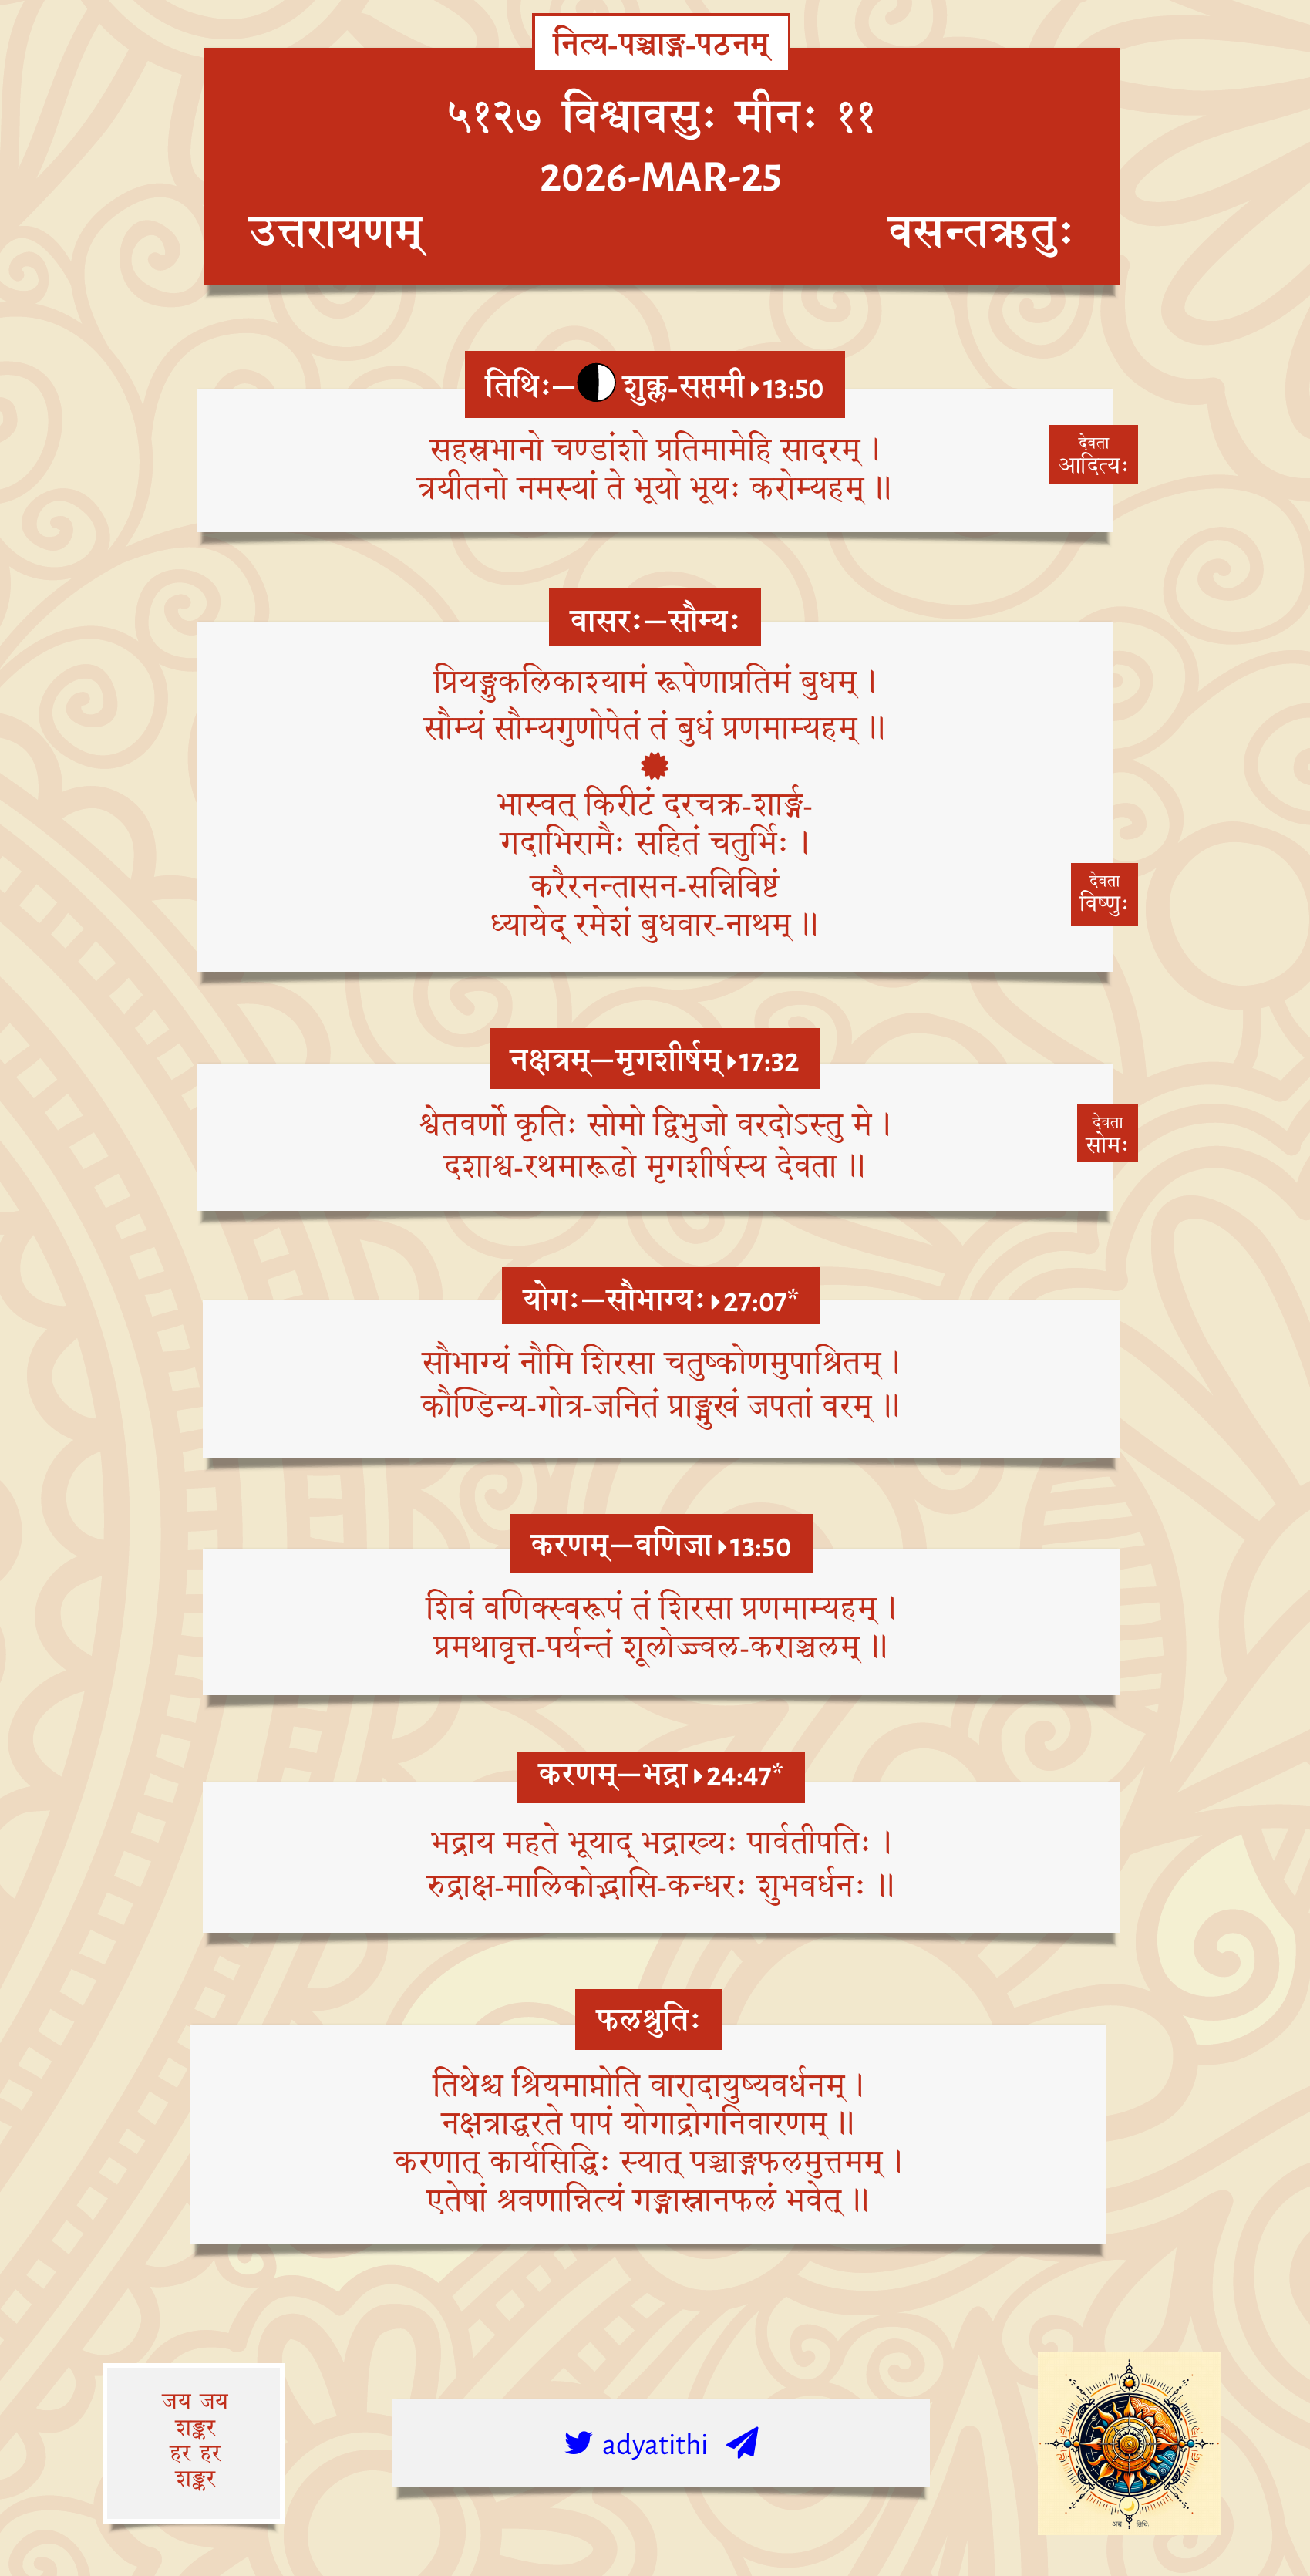 नित्य-पञ्चाङ्ग-पठनम्
५१२७ विश्वावसुः मीनः ११
2026-MAR-25
उत्तरायणम् वसन्तऋतुः
तिथिः— शुक्ल-सप्तमी 13:50
सहस्रभानो चण्डांशो प्रतिमामेहि सादरम् ।
त्रयीतनो नमस्यां ते भूयो भूयः करोम्यहम् ॥
देवता
आदित्यः
वासरः—सौम्यः
प्रियङ्गुकलिकाश्यामं रूपेणाप्रतिमं बुधम् ।
सौम्यं सौम्यगुणोपेतं तं बुधं प्रणमाम्यहम् ॥
भास्वत् किरीटं दरचक्र-शार्ङ्ग-
गदाभिरामैः सहितं चतुर्भिः ।
करैरनन्तासन-सन्निविष्टं
ध्यायेद् रमेशं बुधवार-नाथम् ॥
देवता
विष्णुः
नक्षत्रम्—मृगशीर्षम् 17:32
श्वेतवर्णो कृतिः सोमो द्विभुजो वरदोऽस्तु मे ।
दशाश्व-रथमारूढो मृगशीर्षस्य देवता ॥
देवता
सोमः
योगः—सौभाग्यः 27:07*
सौभाग्यं नौमि शिरसा चतुष्कोणमुपाश्रितम् ।
कौण्डिन्य-गोत्र-जनितं प्राङ्मुखं जपतां वरम् ॥
करणम्—वणिजा 13:50
शिवं वणिक्स्वरूपं तं शिरसा प्रणमाम्यहम् ।
प्रमथावृत्त-पर्यन्तं शूलोज्ज्वल-कराञ्चलम् ॥
करणम्—भद्रा 24:47*
भद्राय महते भूयाद् भद्राख्यः पार्वतीपतिः ।
रुद्राक्ष-मालिकोद्भासि-कन्धरः शुभवर्धनः ॥
फलश्रुतिः
तिथेश्च श्रियमाप्नोति वारादायुष्यवर्धनम् ।
नक्षत्राद्धरते पापं योगाद्रोगनिवारणम् ॥
करणात् कार्यसिद्धिः स्यात् पञ्चाङ्गफलमुत्तमम् ।
एतेषां श्रवणान्नित्यं गङ्गास्नानफलं भवेत् ॥
जय जय
शङ्कर
हर हर
शङ्कर
adyatithi
अद्य तिथिः